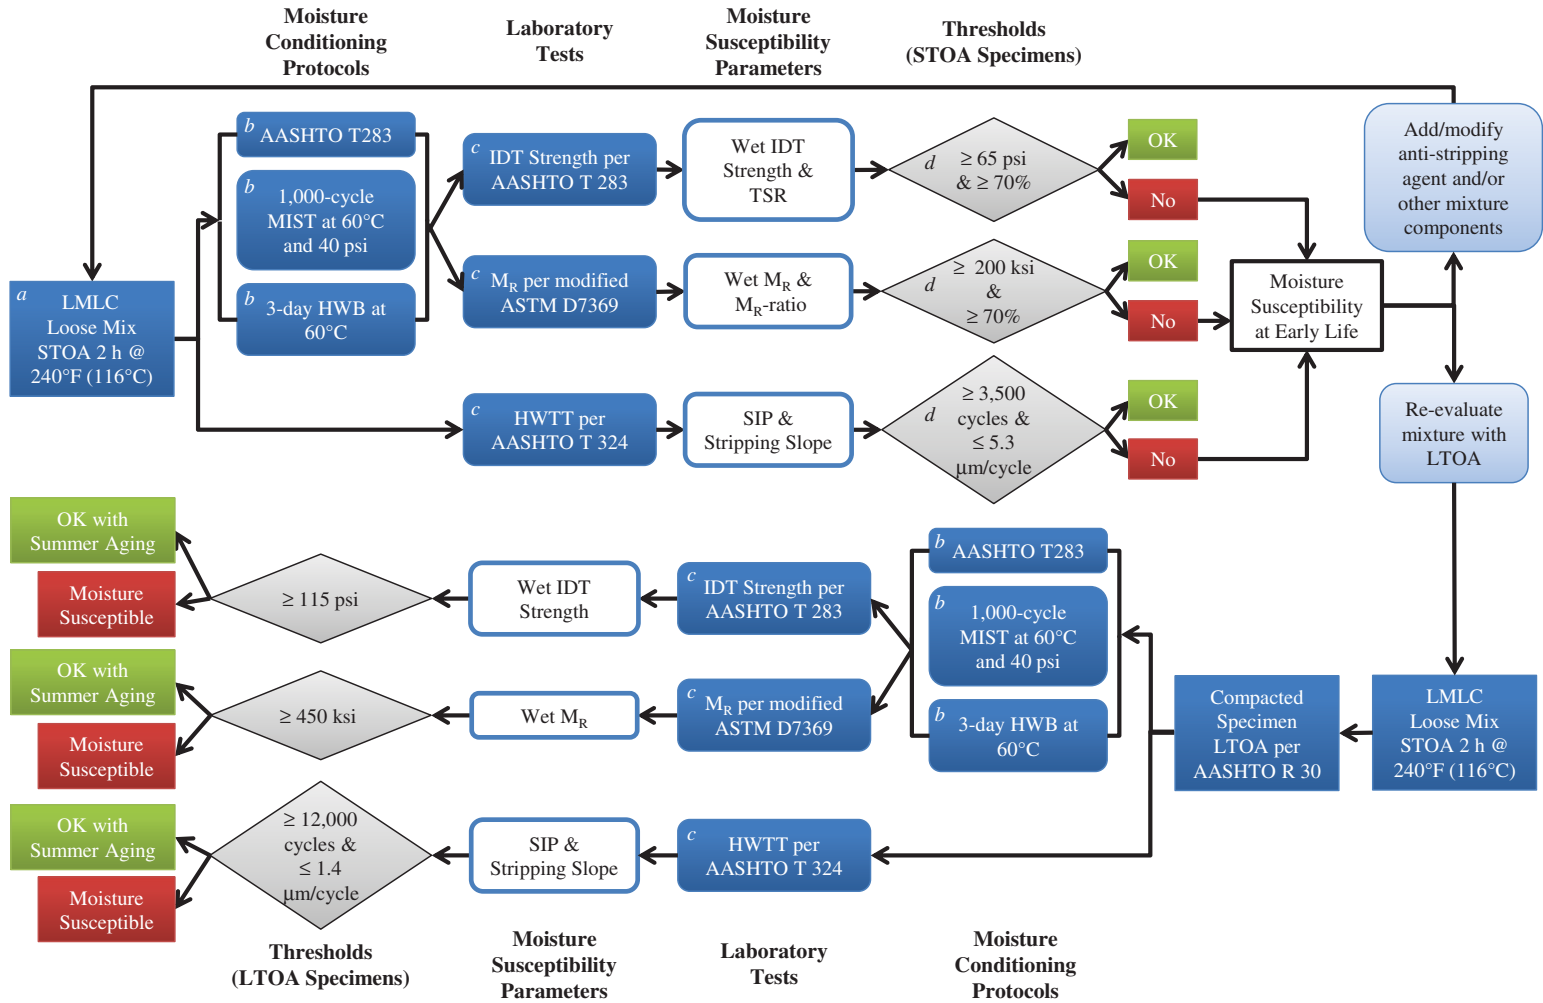 Moisture
Conditioning
Protocols
Laboratory
Tests
Moisture
Susceptibility
Parameters
Thresholds
(STOA Specimens)
a
LMLC
Loose Mix
STOA 2 h @
240°F (116°C)
b
AASHTO T283
b
1,000-cycle
MIST at 60°C
and 40 psi
b
3-day HWB at
60°C
c
IDT Strength per
AASHTO T 283
Wet IDT
Strength &
TSR
d
≥ 65 psi
& ≥ 70%
OK
No
c
MR per modified
ASTM D7369
Wet MR &
MR-ratio
d
≥ 200 ksi
&
≥ 70%
OK
No
c
HWTT per
AASHTO T 324
SIP &
Stripping Slope
d
≥ 3,500
cycles &
≤ 5.3
µm/cycle
OK
No
Moisture
Susceptibility
at Early Life
Add/modify
anti-stripping
agent and/or
other mixture
components
Re-evaluate
mixture with
LTOA
LMLC
Loose Mix
STOA 2 h @
240°F (116°C)
Compacted
Specimen
LTOA per
AASHTO R 30
b
AASHTO T283
b
1,000-cycle
MIST at 60°C
and 40 psi
b
3-day HWB at
60°C
c
IDT Strength per
AASHTO T 283
Wet IDT
Strength
≥ 115 psi
OK with
Summer Aging
Moisture
Susceptible
c
MR per modified
ASTM D7369
Wet MR
≥ 450 ksi
OK with
Summer Aging
Moisture
Susceptible
c
HWTT per
AASHTO T 324
SIP &
Stripping Slope
≥ 12,000
cycles &
≤ 1.4
µm/cycle
OK with
Summer Aging
Moisture
Susceptible
Thresholds
(LTOA Specimens)
Moisture
Susceptibility
Parameters
Laboratory
Tests
Moisture
Conditioning
Protocols